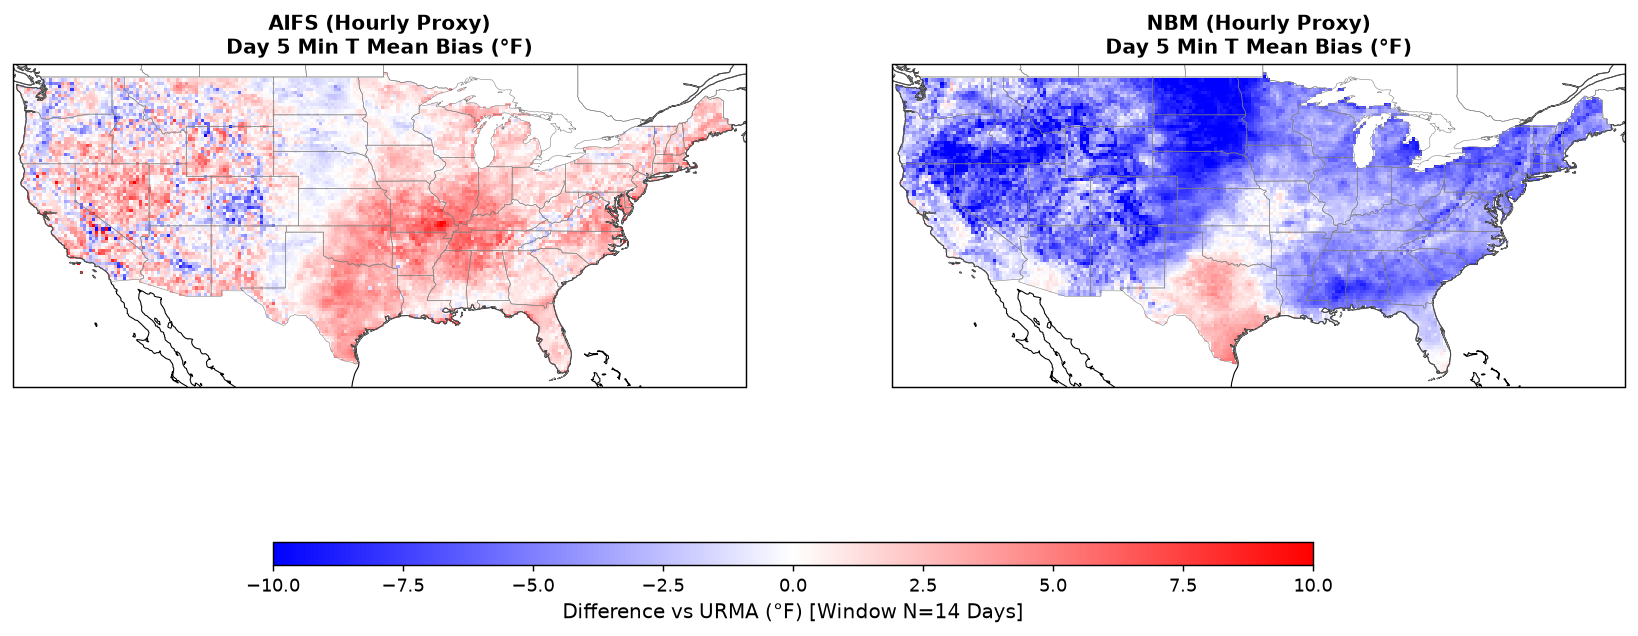 AIFS (Hourly Proxy)
Day 5 Min T Mean Bias (°F)
NBM (Hourly Proxy)
Day 5 Min T Mean Bias (°F)
−10.0 −7.5 −5.0 −2.5 0.0 2.5 5.0 7.5 10.0
Difference vs URMA (°F) [Window N=14 Days]